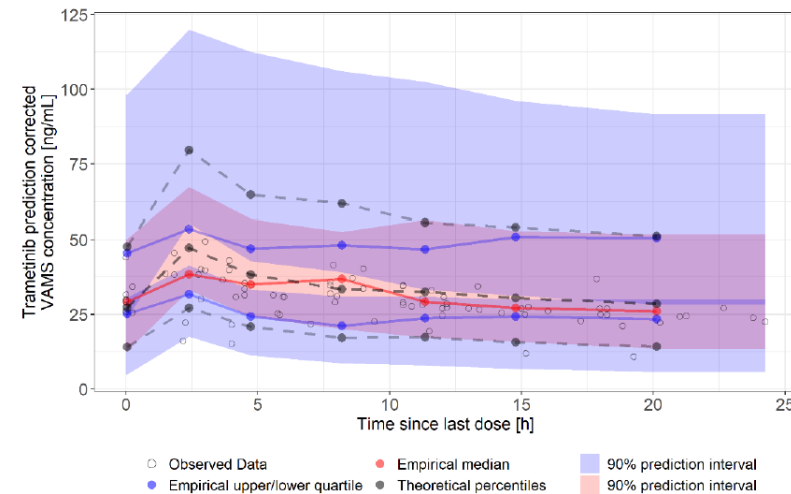 Trametinib prediction corrected
VAMS concentration [ng/mL]
125
100
75
50
25
0
0 5 10 15 20 25
Time since last dose [h]
Observed Data Empirical median 90% prediction interval
Empirical upper/lower quartile Theoretical percentiles 90% prediction interval